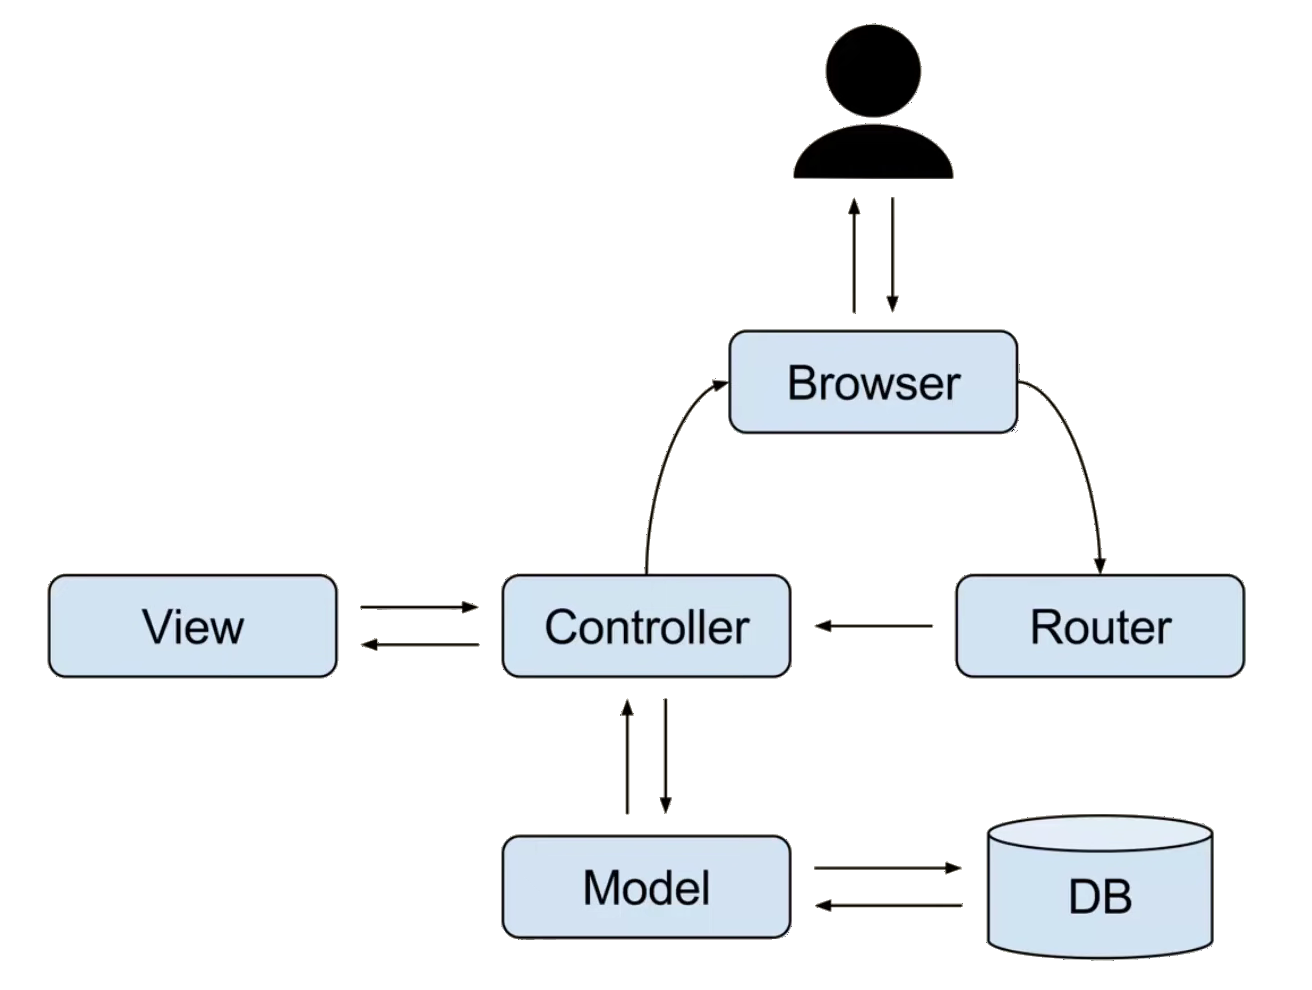 Browser
View
Controller
Router
Model
DB